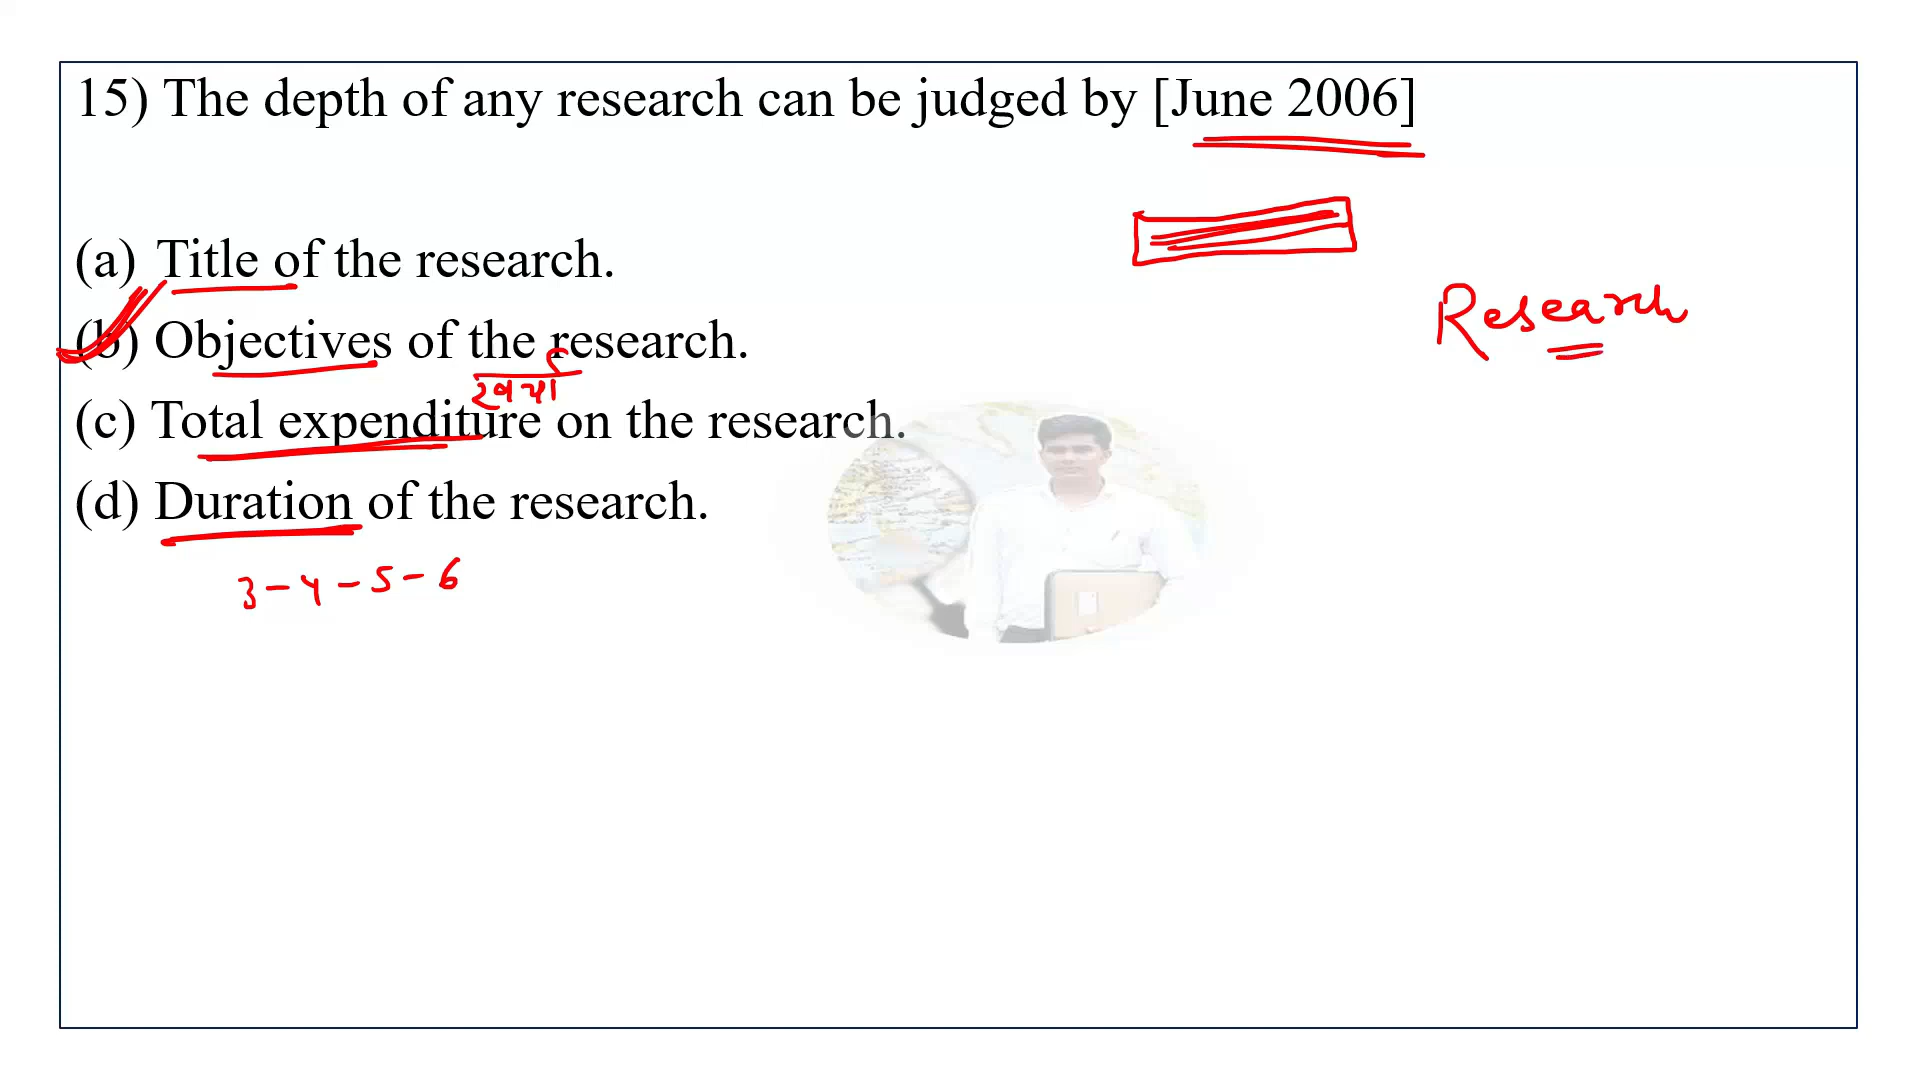 15) The depth of any research can be judged by [June 2006]
(a) Title of the research.
Research
(b) Objectives of the research.
खर्चा
(c) Total expenditure on the research.
(d) Duration of the research.
3 - 4 - 5 - 6